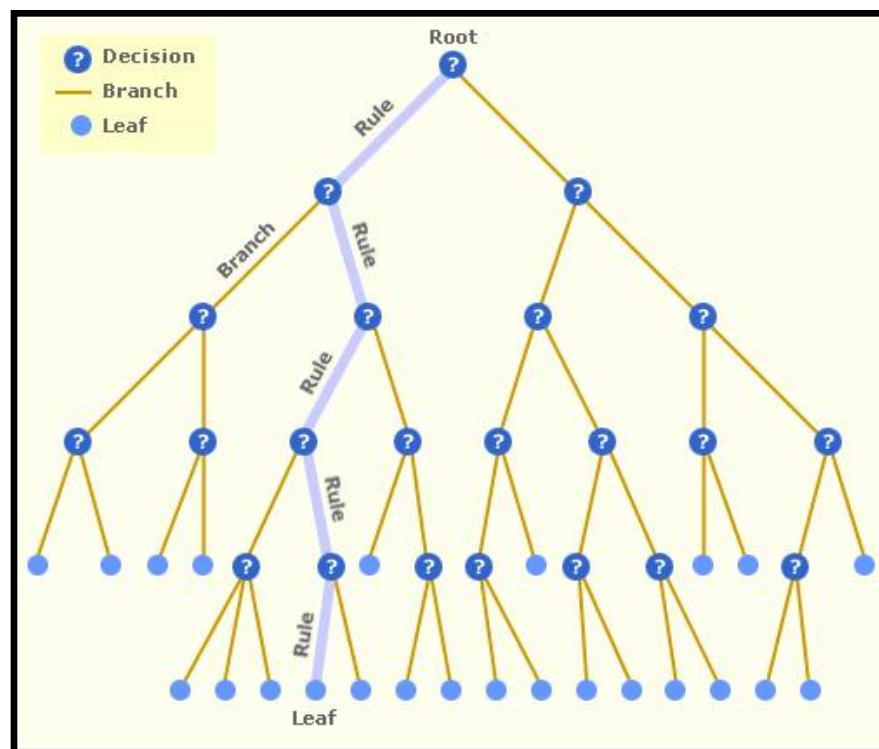 Root
? Decision
Branch
Leaf
?
Rule
? ?
Branch
Rule
? ? ? ?
Rule
? ? ? ? ? ? ? ?
Rule
? ? ? ? ? ? ?
Rule
Leaf